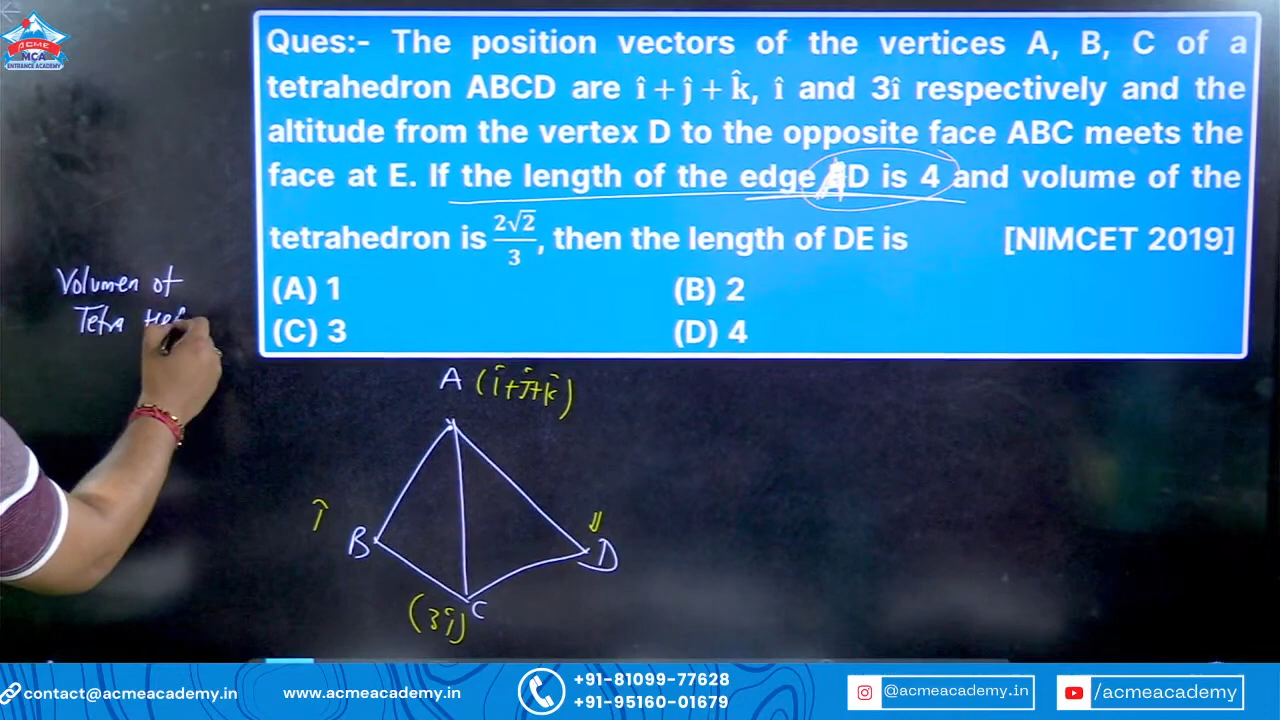 ACME
MCA
ENTRANCE ACADEMY
Ques:- The position vectors of the vertices A, B, C of a
tetrahedron ABCD are î + ĵ + k̂, î and 3î respectively and the
altitude from the vertex D to the opposite face ABC meets the
face at E. If the length of the edge AD is 4 and volume of the
tetrahedron is 2√2/3, then the length of DE is [NIMCET 2019]
(A) 1 (B) 2
(C) 3 (D) 4
Volumen of
Tetra
A (î+ĵ+k̂)
î
B
D
(3î)
C
contact@acmeacademy.in
www.acmeacademy.in
+91-81099-77628
+91-95160-01679
@acmeacademy.in
/acmeacademy